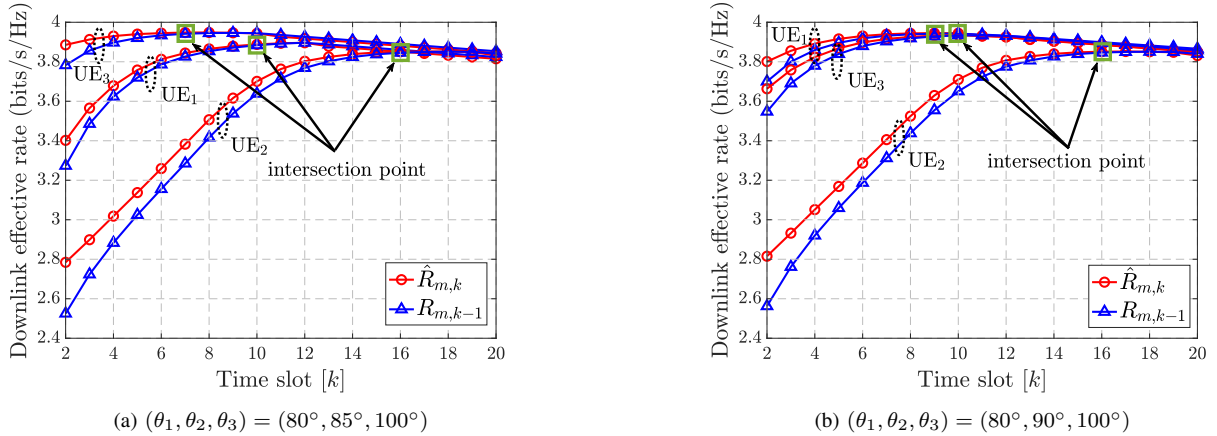 Downlink effective rate (bits/s/Hz)
4
3.8
3.6
3.4
3.2
3
2.8
2.6
2.4
UE₃
UE₁
UE₂
intersection point
R̂ₘ,ₖ
Rₘ,ₖ₋₁
2 4 6 8 10 12 14 16 18 20
Time slot [k]
(a) (θ₁, θ₂, θ₃) = (80°, 85°, 100°)
Downlink effective rate (bits/s/Hz)
4
3.8
3.6
3.4
3.2
3
2.8
2.6
2.4
UE₁
UE₃
UE₂
intersection point
R̂ₘ,ₖ
Rₘ,ₖ₋₁
2 4 6 8 10 12 14 16 18 20
Time slot [k]
(b) (θ₁, θ₂, θ₃) = (80°, 90°, 100°)